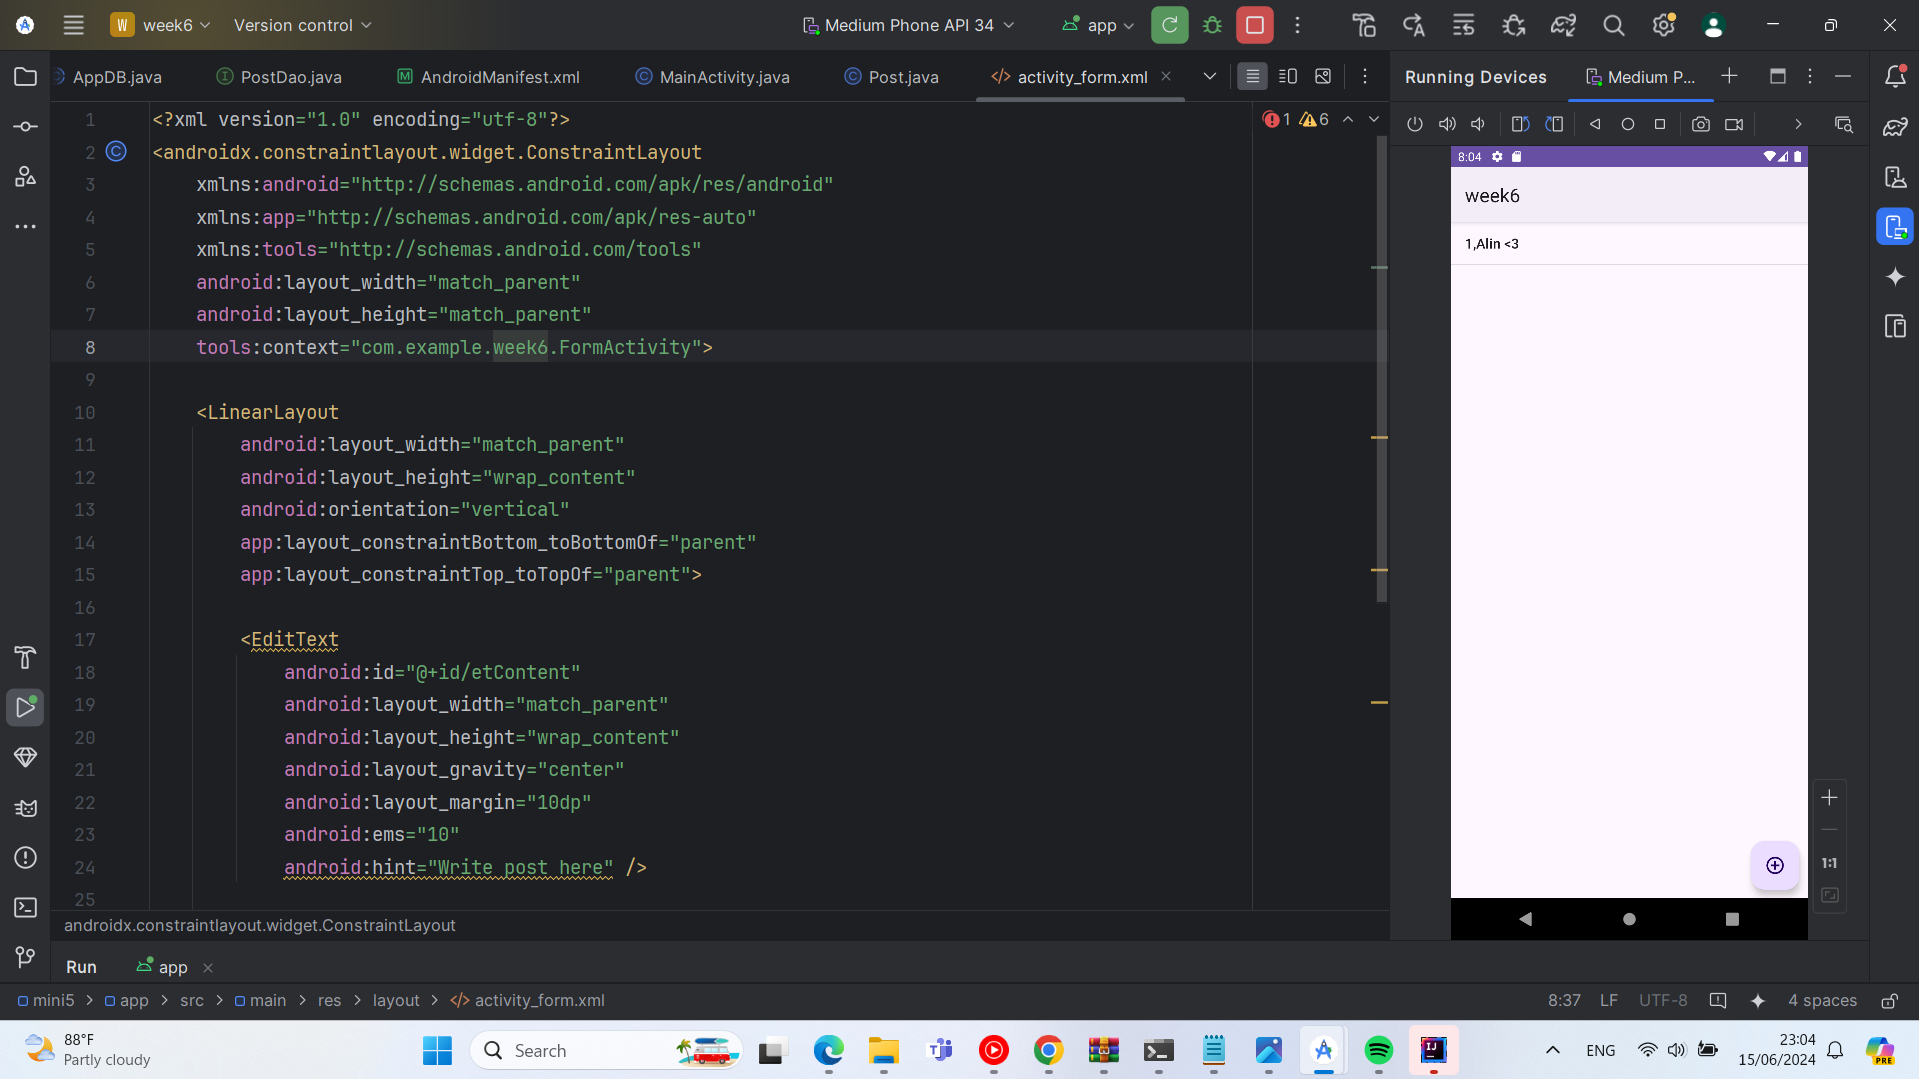 W week6 Version control Medium Phone API 34 app
AppDB.java PostDao.java AndroidManifest.xml MainActivity.java Post.java activity_form.xml Running Devices Medium P...
1 <?xml version="1.0" encoding="utf-8"?> 1 6
2 <androidx.constraintlayout.widget.ConstraintLayout
3 xmlns:android="http://schemas.android.com/apk/res/android"
4 xmlns:app="http://schemas.android.com/apk/res-auto"
5 xmlns:tools="http://schemas.android.com/tools"
6 android:layout_width="match_parent"
7 android:layout_height="match_parent"
8 tools:context="com.example.week6.FormActivity">
9
10 <LinearLayout
11 android:layout_width="match_parent"
12 android:layout_height="wrap_content"
13 android:orientation="vertical"
14 app:layout_constraintBottom_toBottomOf="parent"
15 app:layout_constraintTop_toTopOf="parent">
16
17 <EditText
18 android:id="@+id/etContent"
19 android:layout_width="match_parent"
20 android:layout_height="wrap_content"
21 android:layout_gravity="center"
22 android:layout_margin="10dp"
23 android:ems="10"
24 android:hint="Write post here" />
25
androidx.constraintlayout.widget.ConstraintLayout
8:04
week6
1,Alin <3
1:1
Run app
mini5 > app > src > main > res > layout > activity_form.xml 8:37 LF UTF-8 4 spaces
88°F
Partly cloudy
Search
ENG
23:04
15/06/2024
PRE